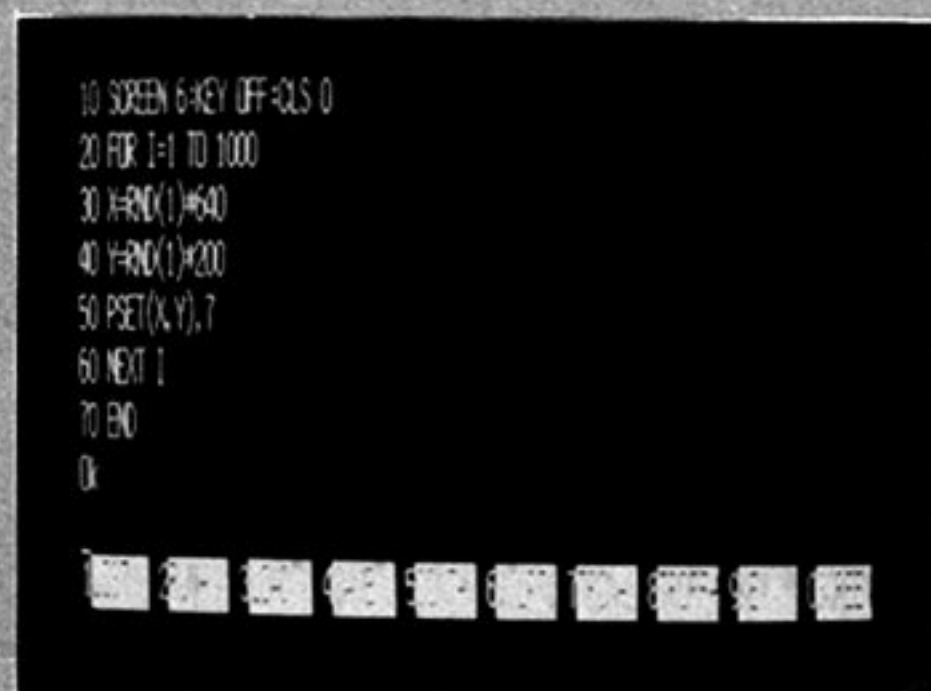 10 SCREEN 6:KEY OFF:CLS 0
20 FOR I=1 TO 1000
30 X=RND(1)*640
40 Y=RND(1)*200
50 PSET(X,Y),7
60 NEXT I
70 END
Ok